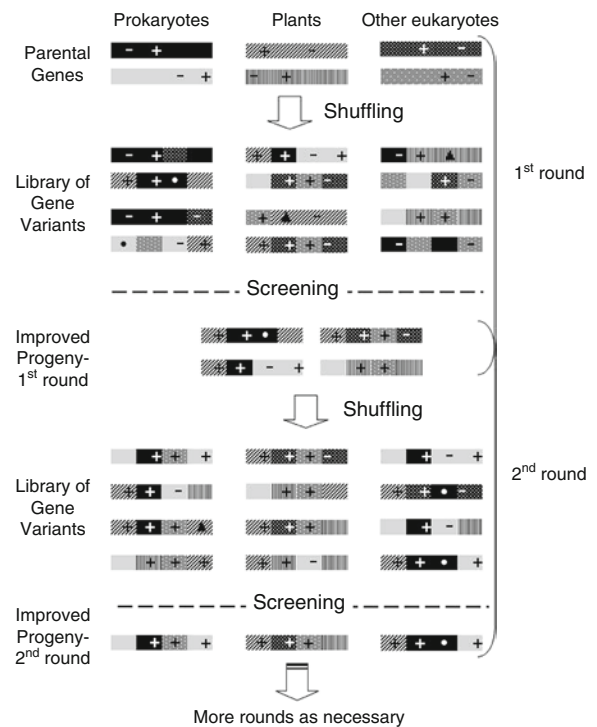 Prokaryotes Plants Other eukaryotes
Parental
Genes
Shuffling
1st round
Library of
Gene
Variants
Screening
Improved
Progeny-
1st round
Shuffling
2nd round
Library of
Gene
Variants
Screening
Improved
Progeny-
2nd round
More rounds as necessary